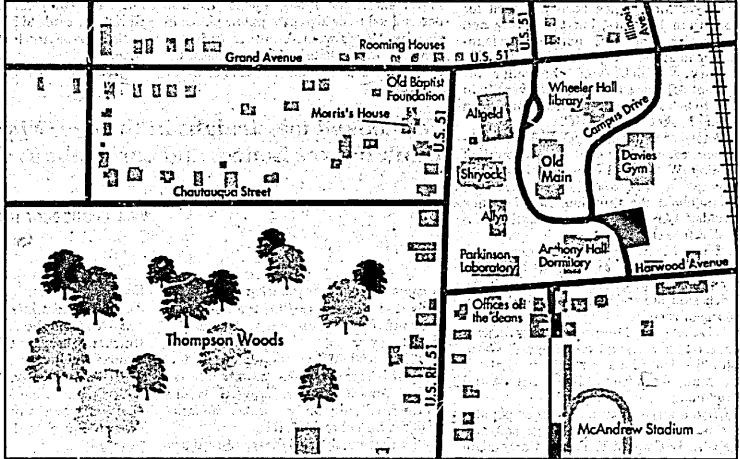 Grand Avenue
Rooming Houses
U.S. 51
U.S. 51
Illinois
Ave.
Old Baptist
Foundation
Morris's House
U.S. 51
Altgeld
Wheeler Hall
library
Campus Drive
Shryock
Old
Main
Davies
Gym
Chautauqua Street
Allyn
Parkinson
Laboratory
Anthony Hall
Dormitory
Harwood Avenue
Offices of
the deans
Thompson Woods
U.S. Rt. 51
McAndrew Stadium